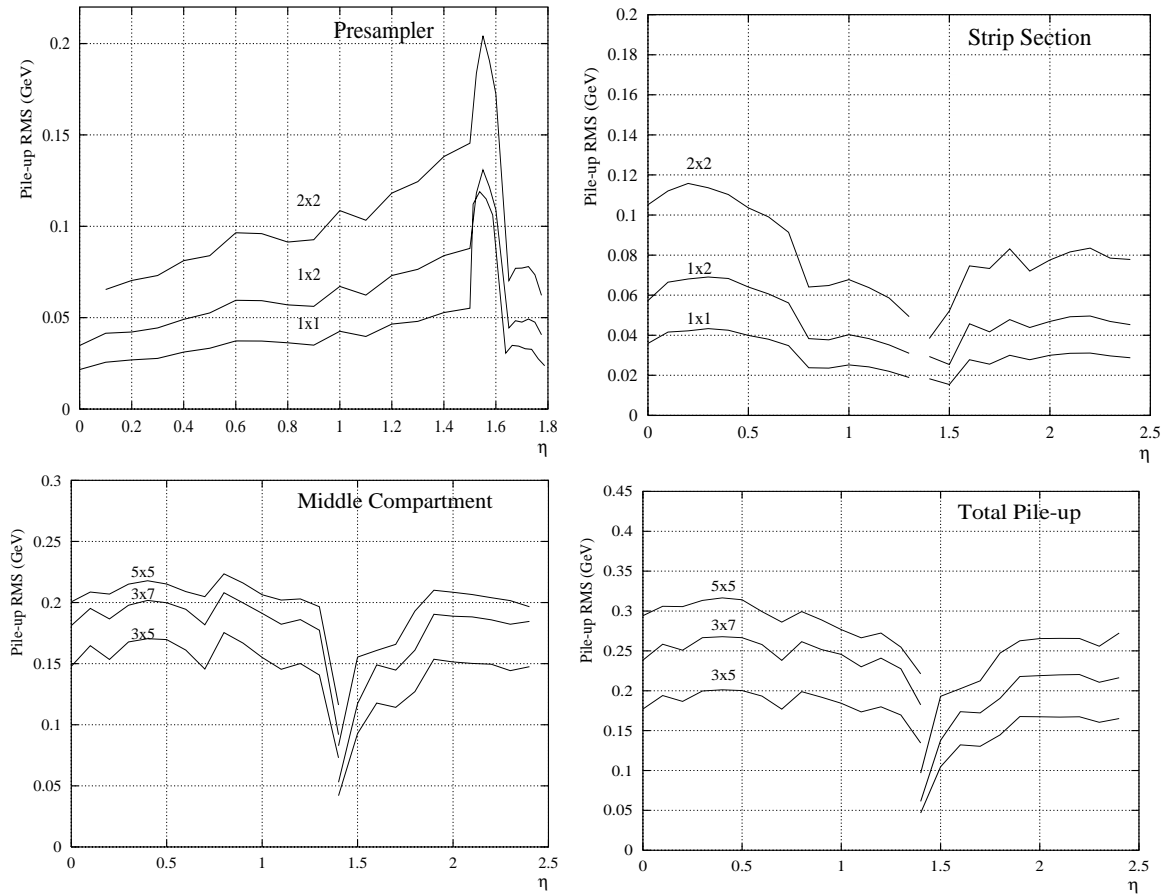 Presampler
Pile-up RMS (GeV)
0.2
0.15
0.1
0.05
0
2x2
1x2
1x1
0 0.2 0.4 0.6 0.8 1 1.2 1.4 1.6 1.8
η
Strip Section
Pile-up RMS (GeV)
0.2
0.18
0.16
0.14
0.12
0.1
0.08
0.06
0.04
0.02
0
2x2
1x2
1x1
0 0.5 1 1.5 2 2.5
η
Middle Compartment
Pile-up RMS (GeV)
0.3
0.25
0.2
0.15
0.1
0.05
0
5x5
3x7
3x5
0 0.5 1 1.5 2 2.5
η
Total Pile-up
Pile-up RMS (GeV)
0.45
0.4
0.35
0.3
0.25
0.2
0.15
0.1
0.05
0
5x5
3x7
3x5
0 0.5 1 1.5 2 2.5
η